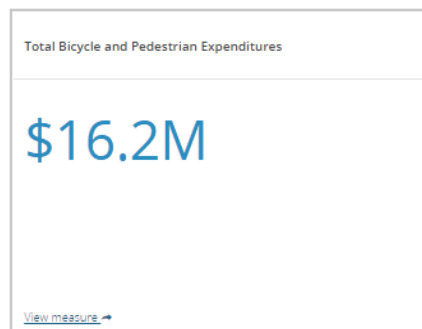 Total Bicycle and Pedestrian Expenditures
$16.2M
View measure